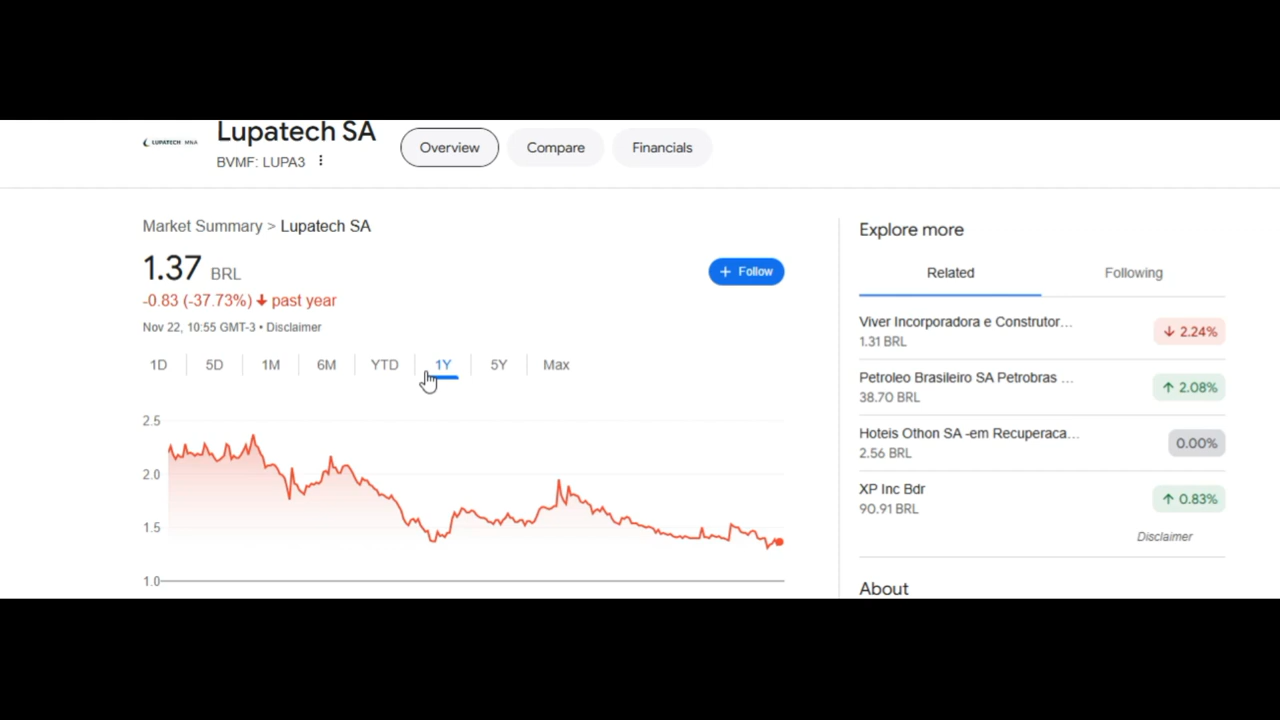 LUPATECH MNA
Lupatech SA
BVMF: LUPA3
Overview
Compare
Financials
Market Summary > Lupatech SA
1.37 BRL
-0.83 (-37.73%) ↓ past year
Nov 22, 10:55 GMT-3 • Disclaimer
+ Follow
1D 5D 1M 6M YTD 1Y 5Y Max
2.5
2.0
1.5
1.0
Explore more
Related Following
Viver Incorporadora e Construtor...
1.31 BRL
↓ 2.24%
Petroleo Brasileiro SA Petrobras ...
38.70 BRL
↑ 2.08%
Hoteis Othon SA -em Recuperaca...
2.56 BRL
0.00%
XP Inc Bdr
90.91 BRL
↑ 0.83%
Disclaimer
About